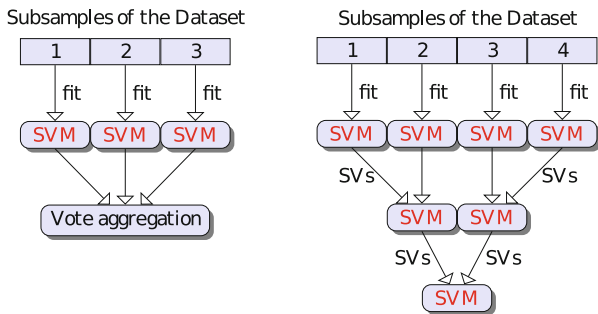 Subsamples of the Dataset
1 2 3
fit fit fit
SVM SVM SVM
Vote aggregation
Subsamples of the Dataset
1 2 3 4
fit fit fit fit
SVM SVM SVM SVM
SVs SVs
SVM SVM
SVs SVs
SVM